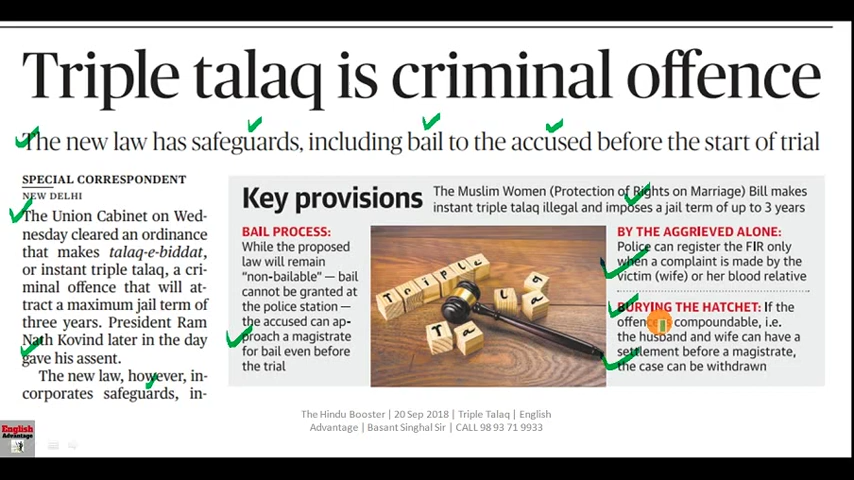 Triple talaq is criminal offence
The new law has safeguards, including bail to the accused before the start of trial
SPECIAL CORRESPONDENT
NEW DELHI
The Union Cabinet on Wed-
nesday cleared an ordinance
that makes talaq-e-biddat,
or instant triple talaq, a cri-
minal offence that will at-
tract a maximum jail term of
three years. President Ram
Nath Kovind later in the day
gave his assent.
The new law, however, in-
corporates safeguards, in-
Key provisions
The Muslim Women (Protection of Rights on Marriage) Bill makes
instant triple talaq illegal and imposes a jail term of up to 3 years
BAIL PROCESS:
While the proposed
law will remain
“non-bailable” — bail
cannot be granted at
the police station —
the accused can ap-
proach a magistrate
for bail even before
the trial
Triple
Ta
la
q
BY THE AGGRIEVED ALONE:
Police can register the FIR only
when a complaint is made by the
victim (wife) or her blood relative
BURYING THE HATCHET: If the
offence is compoundable, i.e.
the husband and wife can have a
settlement before a magistrate,
the case can be withdrawn
The Hindu Booster | 20 Sep 2018 | Triple Talaq | English
Advantage | Basant Singhal Sir | CALL 98 93 71 9933
English
Advantage